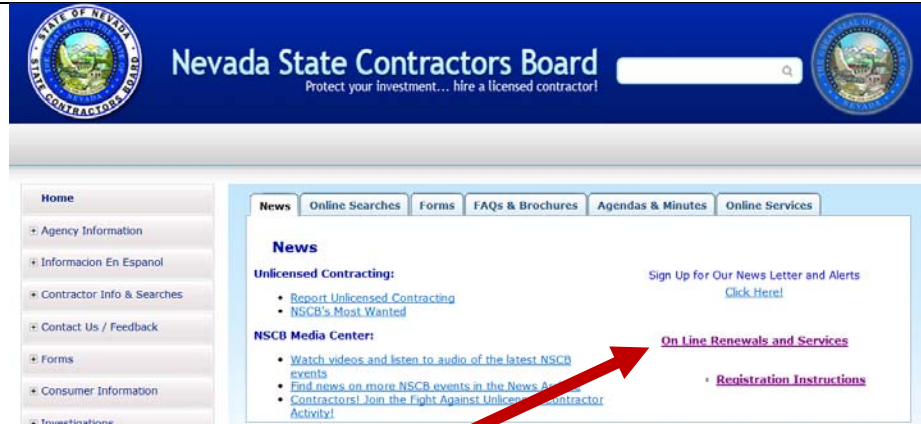 STATE OF NEVADA
STATE CONTRACTORS BOARD
Nevada State Contractors Board
Protect your investment... hire a licensed contractor!
Home
Agency Information
Informacion En Espanol
Contractor Info & Searches
Contact Us / Feedback
Forms
Consumer Information
Investigations
News
Online Searches
Forms
FAQs & Brochures
Agendas & Minutes
Online Services
News
Unlicensed Contracting:
Report Unlicensed Contracting
NSCB's Most Wanted
NSCB Media Center:
Watch videos and listen to audio of the latest NSCB
events
Find news on more NSCB events in the News
Contractors! Join the Fight Against Contractor
Activity!
Sign Up for Our News Letter and Alerts
Click Here!
On Line Renewals and Services
Registration Instructions